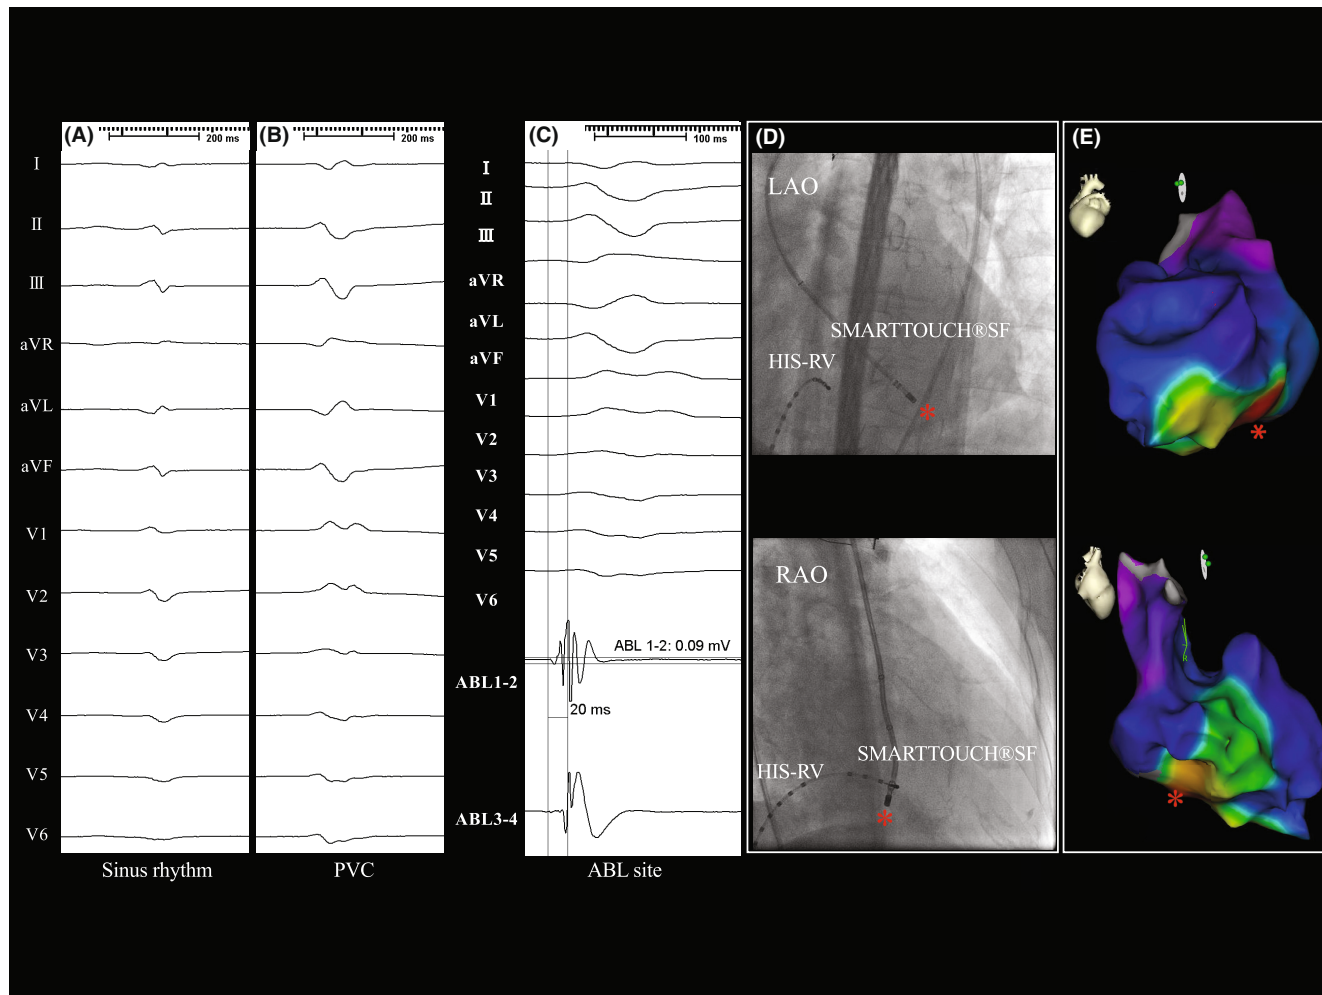 (A)
200 ms
(B)
200 ms
(C)
100 ms
(D)
(E)
I
II
III
aVR
aVL
aVF
V1
V2
V3
V4
V5
V6
I
II
III
aVR
aVL
aVF
V1
V2
V3
V4
V5
V6
ABL 1-2: 0.09 mV
ABL1-2
20 ms
ABL3-4
LAO
SMARTTOUCH®SF
HIS-RV
*
RAO
SMARTTOUCH®SF
HIS-RV
*
*
R
*
Sinus rhythm
PVC
ABL site